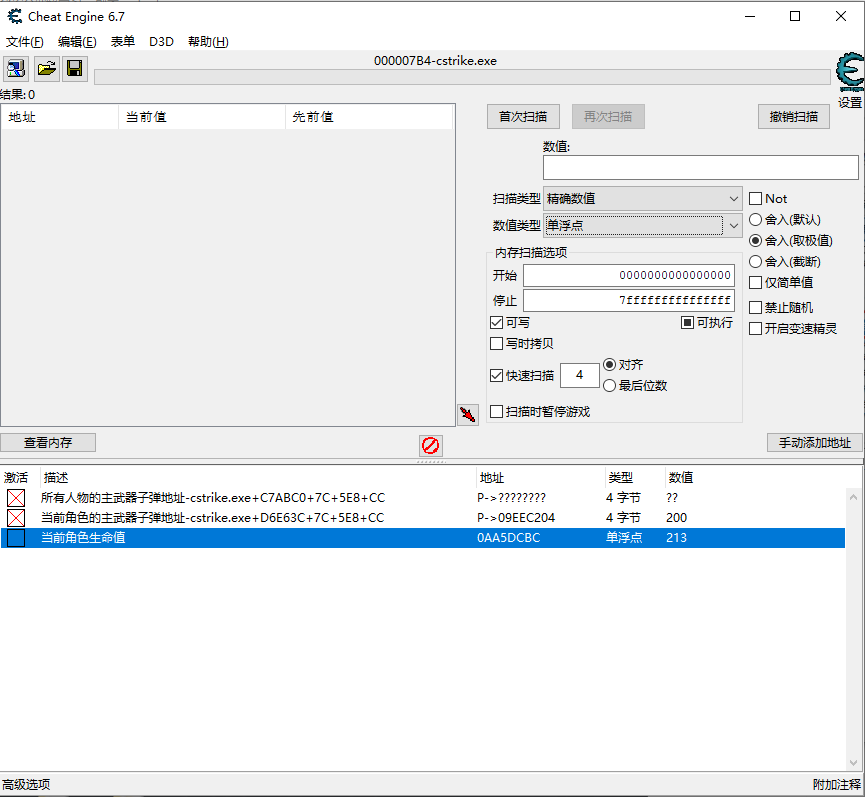 Cheat Engine 6.7
文件(F) 编辑(E) 表单 D3D 帮助(H)
000007B4-cstrike.exe
结果: 0
设置
地址 当前值 先前值
首次扫描 再次扫描 撤销扫描
数值:
扫描类型 精确数值 Not
数值类型 单浮点 舍入(默认)
舍入(取极值)
内存扫描选项
舍入(截断)
开始 0000000000000000
仅简单值
停止 7fffffffffffffff
禁止随机
可写 可执行
开启变速精灵
写时拷贝
快速扫描 4 对齐
最后位数
扫描时暂停游戏
查看内存 手动添加地址
激活 描述 地址 类型 数值
所有人物的主武器子弹地址-cstrike.exe+C7ABC0+7C+5E8+CC P->???????? 4 字节 ??
当前角色的主武器子弹地址-cstrike.exe+D6E63C+7C+5E8+CC P->09EEC204 4 字节 200
当前角色生命值 0AA5DCBC 单浮点 213
高级选项 附加注释